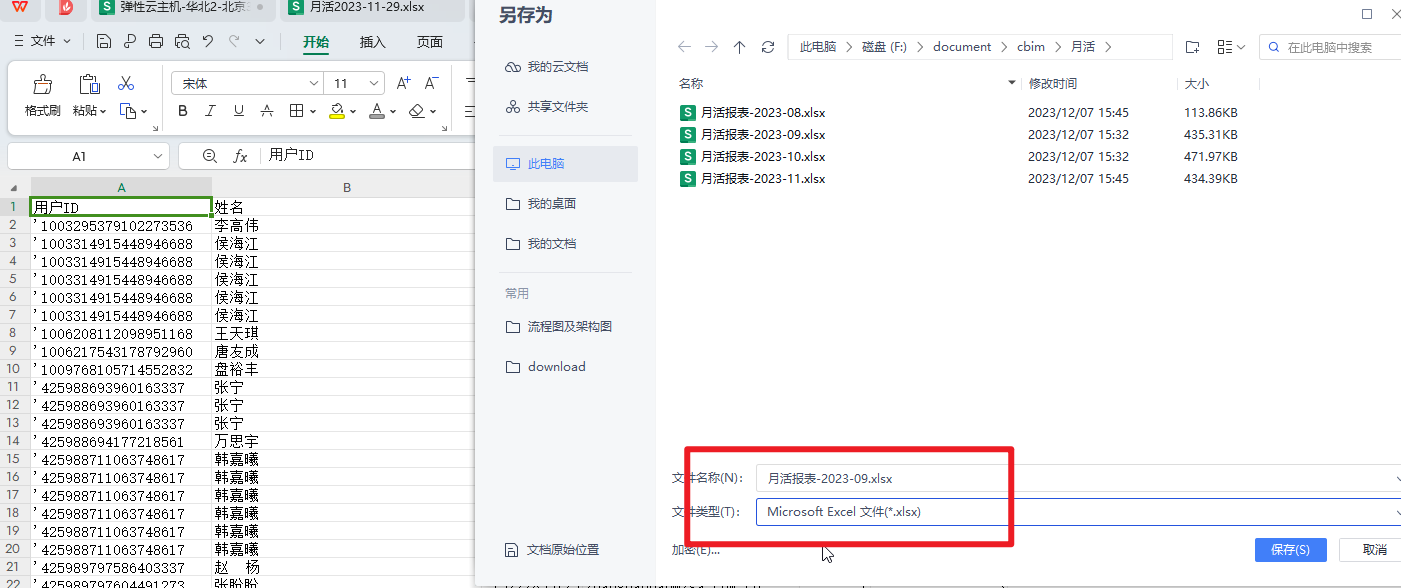 弹性云主机-华北2-北京
月活2023-11-29.xlsx
文件
开始
插入
页面
格式刷
粘贴
宋体
11
A1
fx
用户ID
A
B
1 用户ID 姓名
2 '1003295379102273536 李高伟
3 '1003314915448946688 侯海江
4 '1003314915448946688 侯海江
5 '1003314915448946688 侯海江
6 '1003314915448946688 侯海江
7 '1003314915448946688 侯海江
8 '1006208112098951168 王天琪
9 '1006217543178792960 唐友成
10 '1009768105714552832 盘裕丰
11 '425988693960163337 张宁
12 '425988693960163337 张宁
13 '425988693960163337 张宁
14 '425988694177218561 万思宇
15 '425988711063748617 韩嘉曦
16 '425988711063748617 韩嘉曦
17 '425988711063748617 韩嘉曦
18 '425988711063748617 韩嘉曦
19 '425988711063748617 韩嘉曦
20 '425988711063748617 韩嘉曦
21 '425989797586403337 赵 杨
22 '425989797604491273 张盼盼
另存为
我的云文档
共享文件夹
此电脑
我的桌面
我的文档
常用
流程图及架构图
download
文档原始位置
此电脑 > 磁盘 (F:) > document > cbim > 月活 >
在此电脑中搜索
名称 修改时间 大小
月活报表-2023-08.xlsx 2023/12/07 15:45 113.86KB
月活报表-2023-09.xlsx 2023/12/07 15:32 435.31KB
月活报表-2023-10.xlsx 2023/12/07 15:32 471.97KB
月活报表-2023-11.xlsx 2023/12/07 15:45 434.39KB
文件名称(N): 月活报表-2023-09.xlsx
文件类型(T): Microsoft Excel 文件(*.xlsx)
加密(E)...
保存(S)
取消